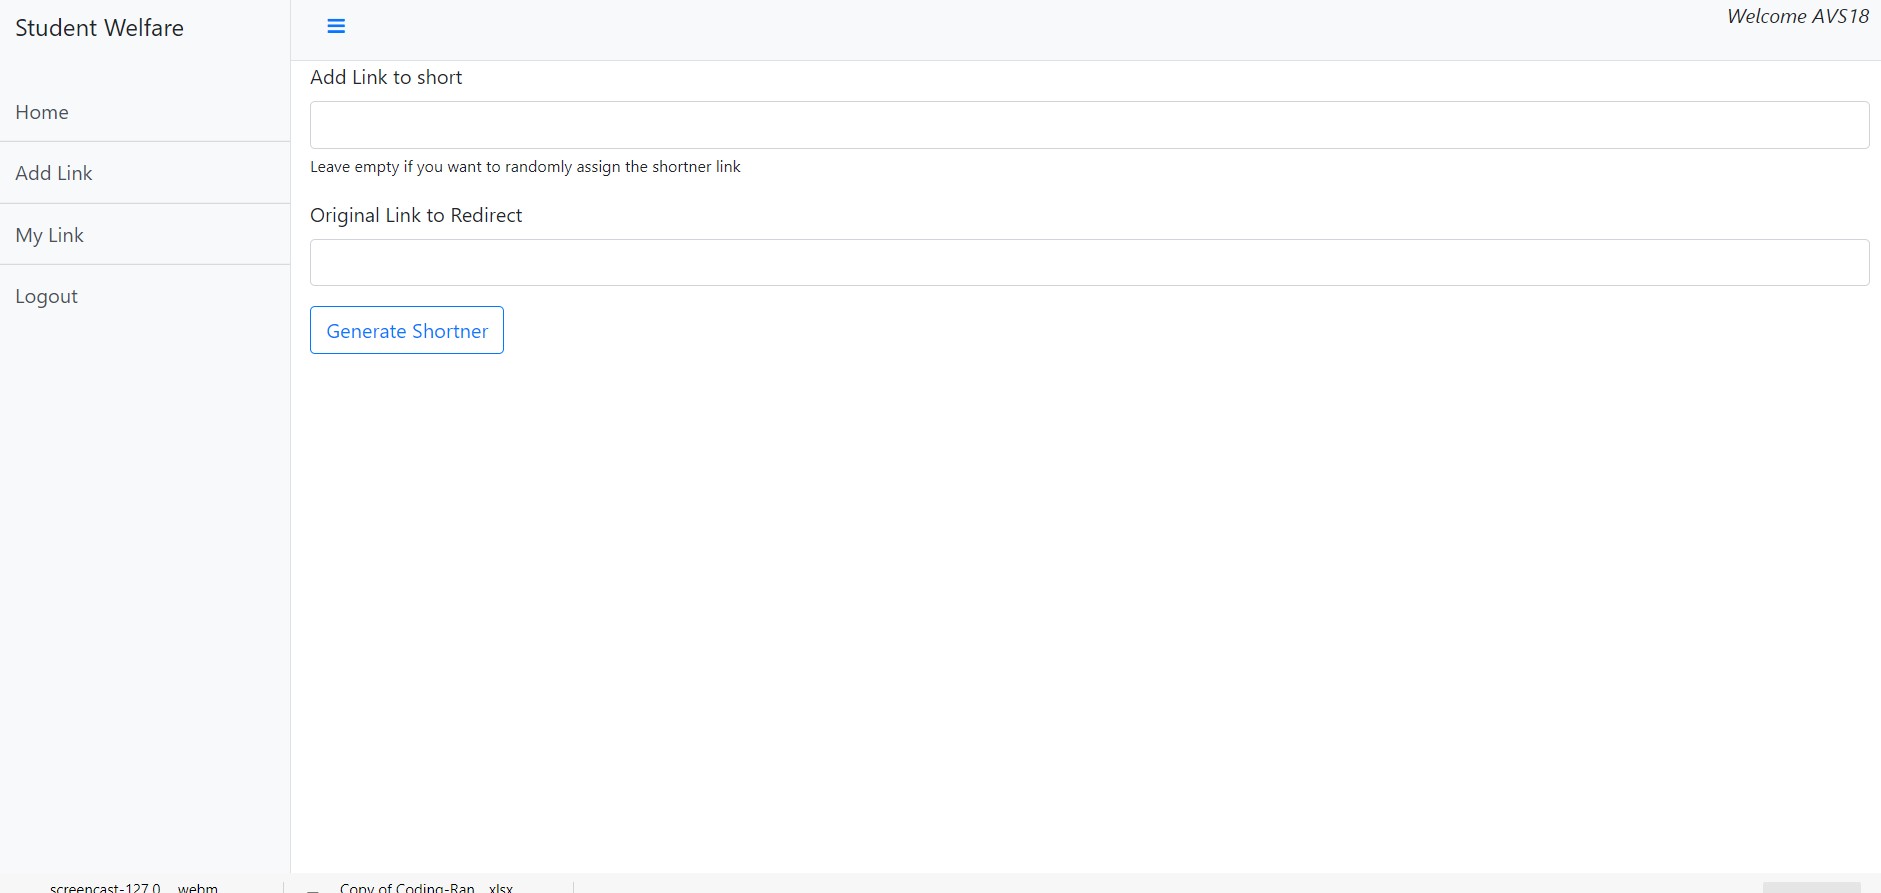 Student Welfare
Welcome AVS18
Home
Add Link
My Link
Logout
Add Link to short
Leave empty if you want to randomly assign the shortner link
Original Link to Redirect
Generate Shortner
screencast-127.0....webm
Copy of Coding-Ran....xlsx